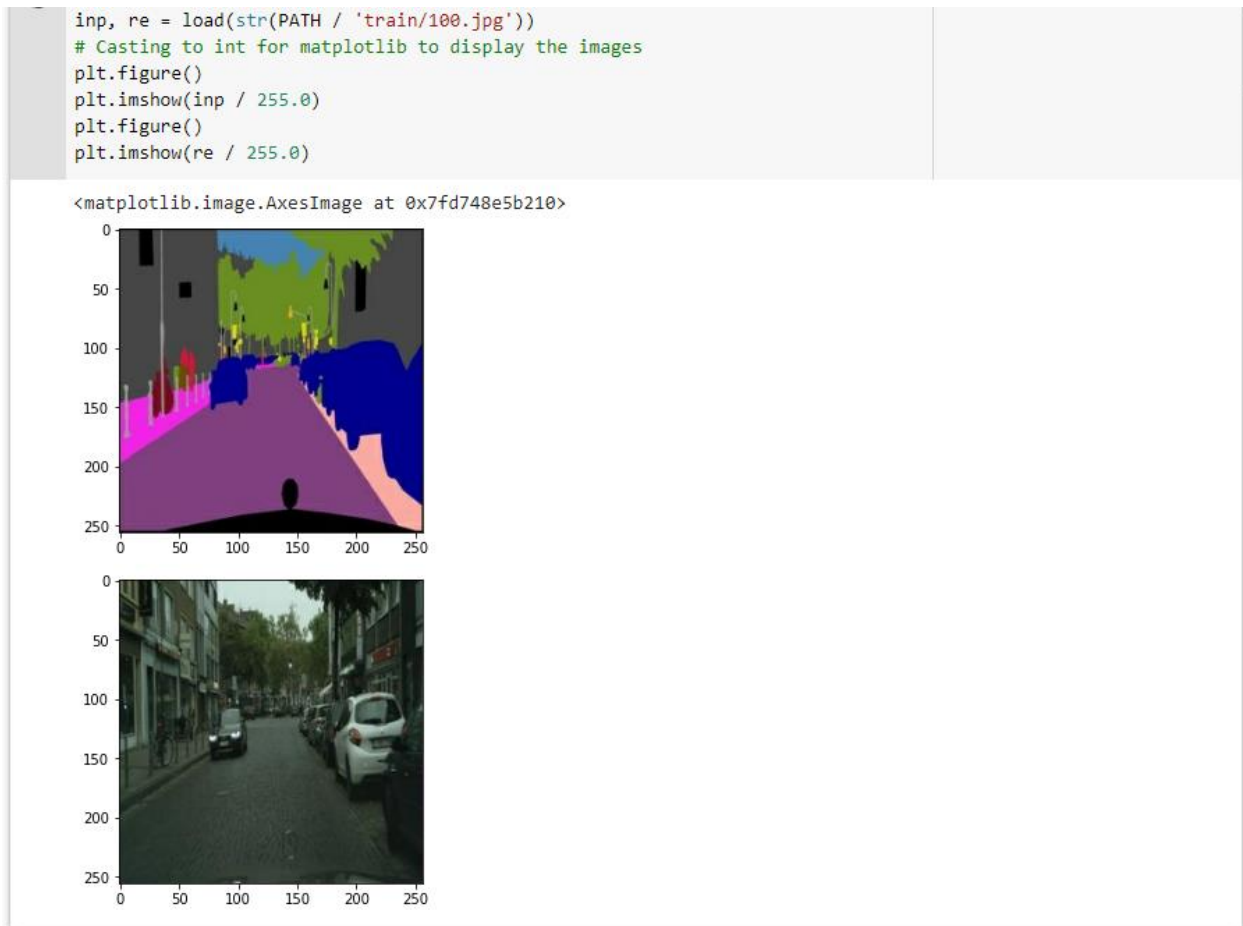 inp, re = load(str(PATH / 'train/100.jpg'))
# Casting to int for matplotlib to display the images
plt.figure()
plt.imshow(inp / 255.0)
plt.figure()
plt.imshow(re / 255.0)
<matplotlib.image.AxesImage at 0x7fd748e5b210>
0
50
100
150
200
250
0 50 100 150 200 250
0
50
100
150
200
250
0 50 100 150 200 250